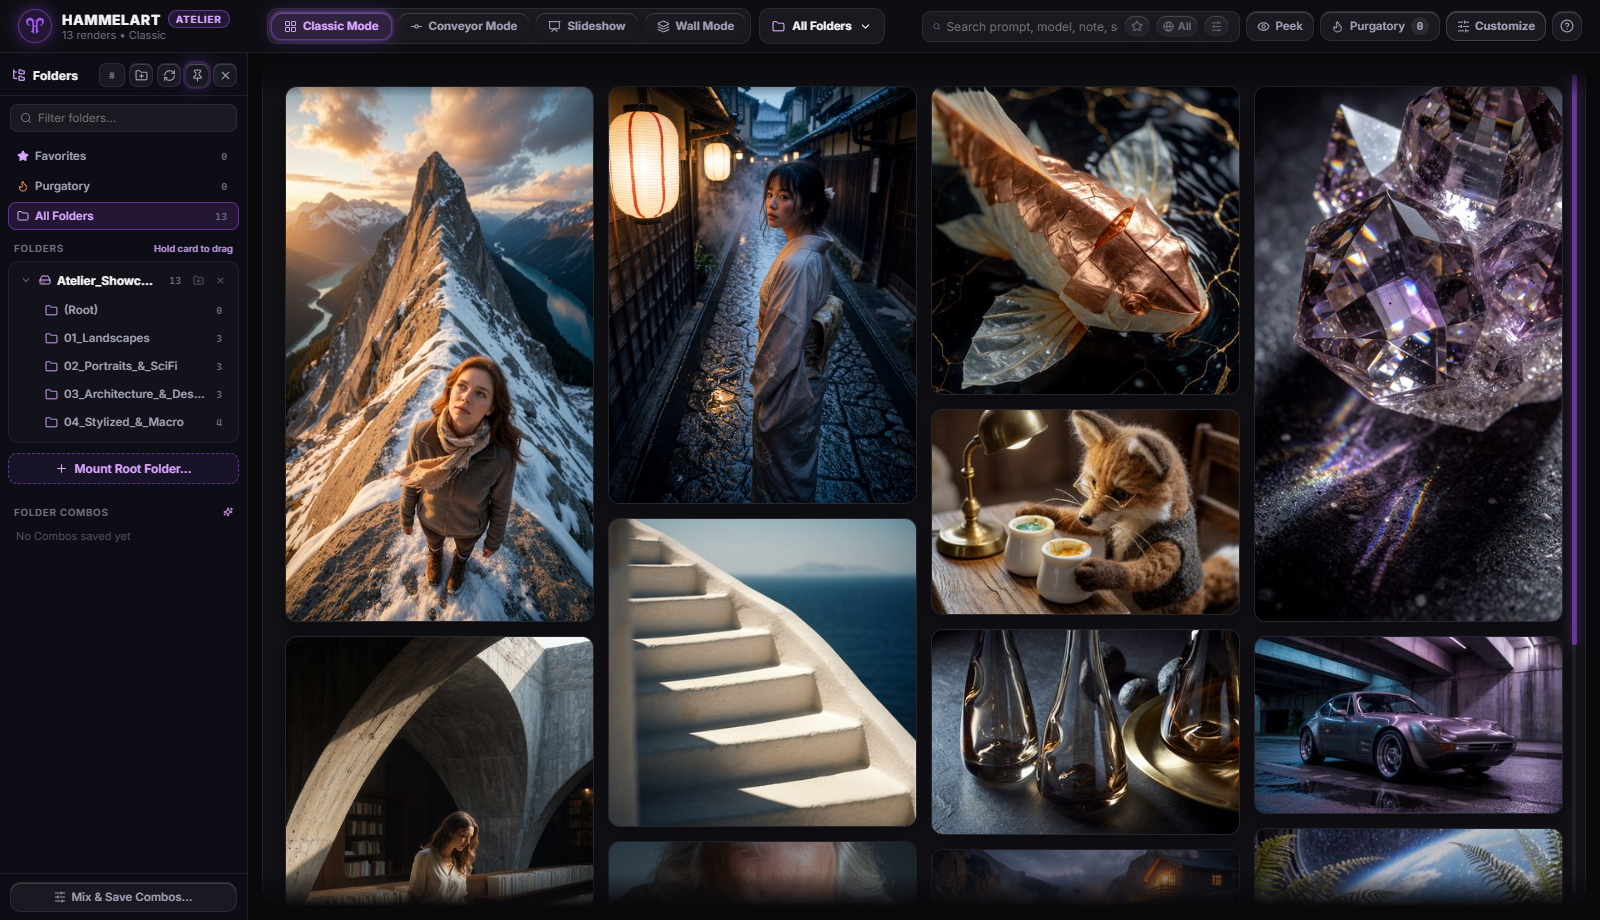 HAMMELART ATELIER
13 renders • Classic
Classic Mode
Conveyor Mode
Slideshow
Wall Mode
All Folders
Search prompt, model, note, s
All
Peek
Purgatory 0
Customize
Folders
#
Filter folders...
Favorites 0
Purgatory 0
All Folders 13
FOLDERS Hold card to drag
Atelier_Showc... 13
(Root) 0
01_Landscapes 3
02_Portraits_&_SciFi 3
03_Architecture_&_Des... 3
04_Stylized_&_Macro 4
+ Mount Root Folder...
FOLDER COMBOS
No Combos saved yet
Mix & Save Combos...